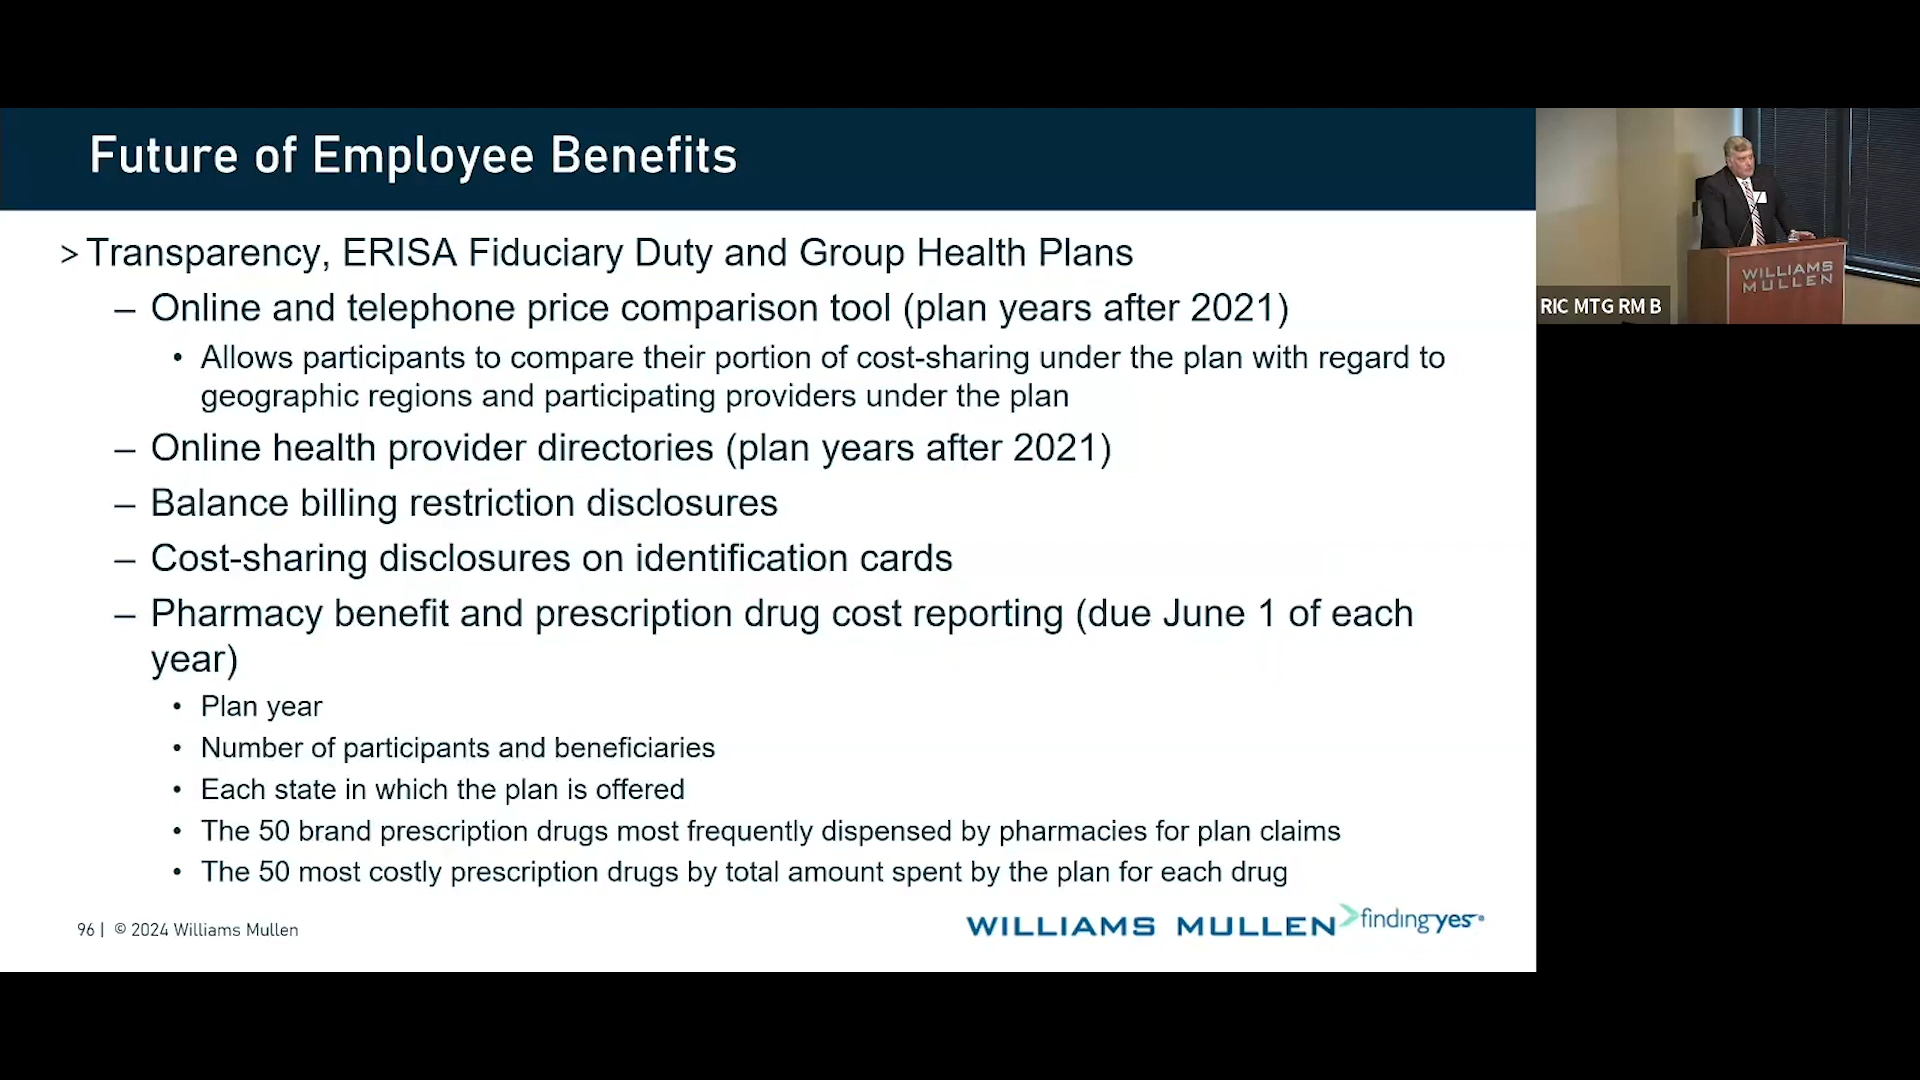 Future of Employee Benefits
> Transparency, ERISA Fiduciary Duty and Group Health Plans
– Online and telephone price comparison tool (plan years after 2021)
• Allows participants to compare their portion of cost-sharing under the plan with regard to
geographic regions and participating providers under the plan
– Online health provider directories (plan years after 2021)
– Balance billing restriction disclosures
– Cost-sharing disclosures on identification cards
– Pharmacy benefit and prescription drug cost reporting (due June 1 of each
year)
• Plan year
• Number of participants and beneficiaries
• Each state in which the plan is offered
• The 50 brand prescription drugs most frequently dispensed by pharmacies for plan claims
• The 50 most costly prescription drugs by total amount spent by the plan for each drug
96 | © 2024 Williams Mullen
WILLIAMS MULLEN findingyes
WILLIAMS
MULLEN
RIC MTG RM B